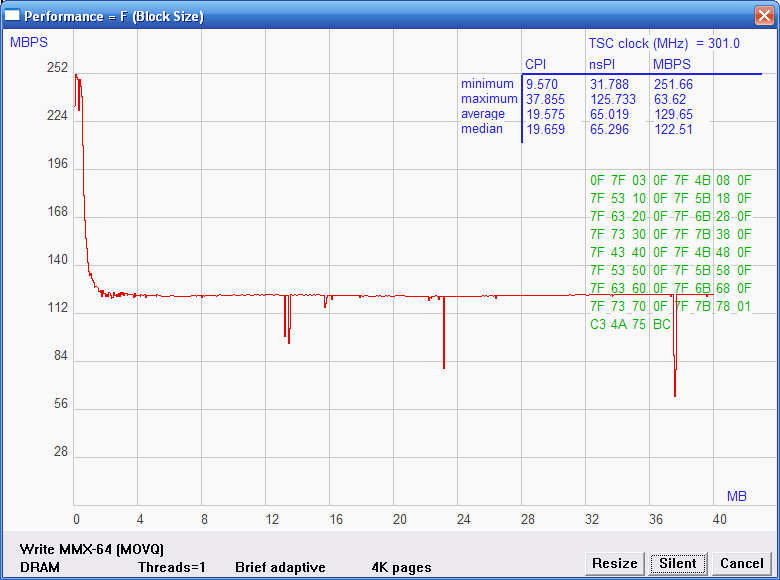 Performance = F (Block Size)
MBPS
TSC clock (MHz) = 301.0
CPI nsPI MBPS
minimum 9.570 31.788 251.66
maximum 37.855 125.733 63.62
average 19.575 65.019 129.65
median 19.659 65.296 122.51
252
224
196
168
140
112
84
56
28
0F 7F 03 0F 7F 4B 08 0F
7F 53 10 0F 7F 5B 18 0F
7F 63 20 0F 7F 6B 28 0F
7F 73 30 0F 7F 7B 38 0F
7F 43 40 0F 7F 4B 48 0F
7F 53 50 0F 7F 5B 58 0F
7F 63 60 0F 7F 6B 68 0F
7F 73 70 0F 7F 7B 78 01
C3 4A 75 BC
MB
0 4 8 12 16 20 24 28 32 36 40
Write MMX-64 (MOVQ)
DRAM Threads=1 Brief adaptive 4K pages
Resize Silent Cancel